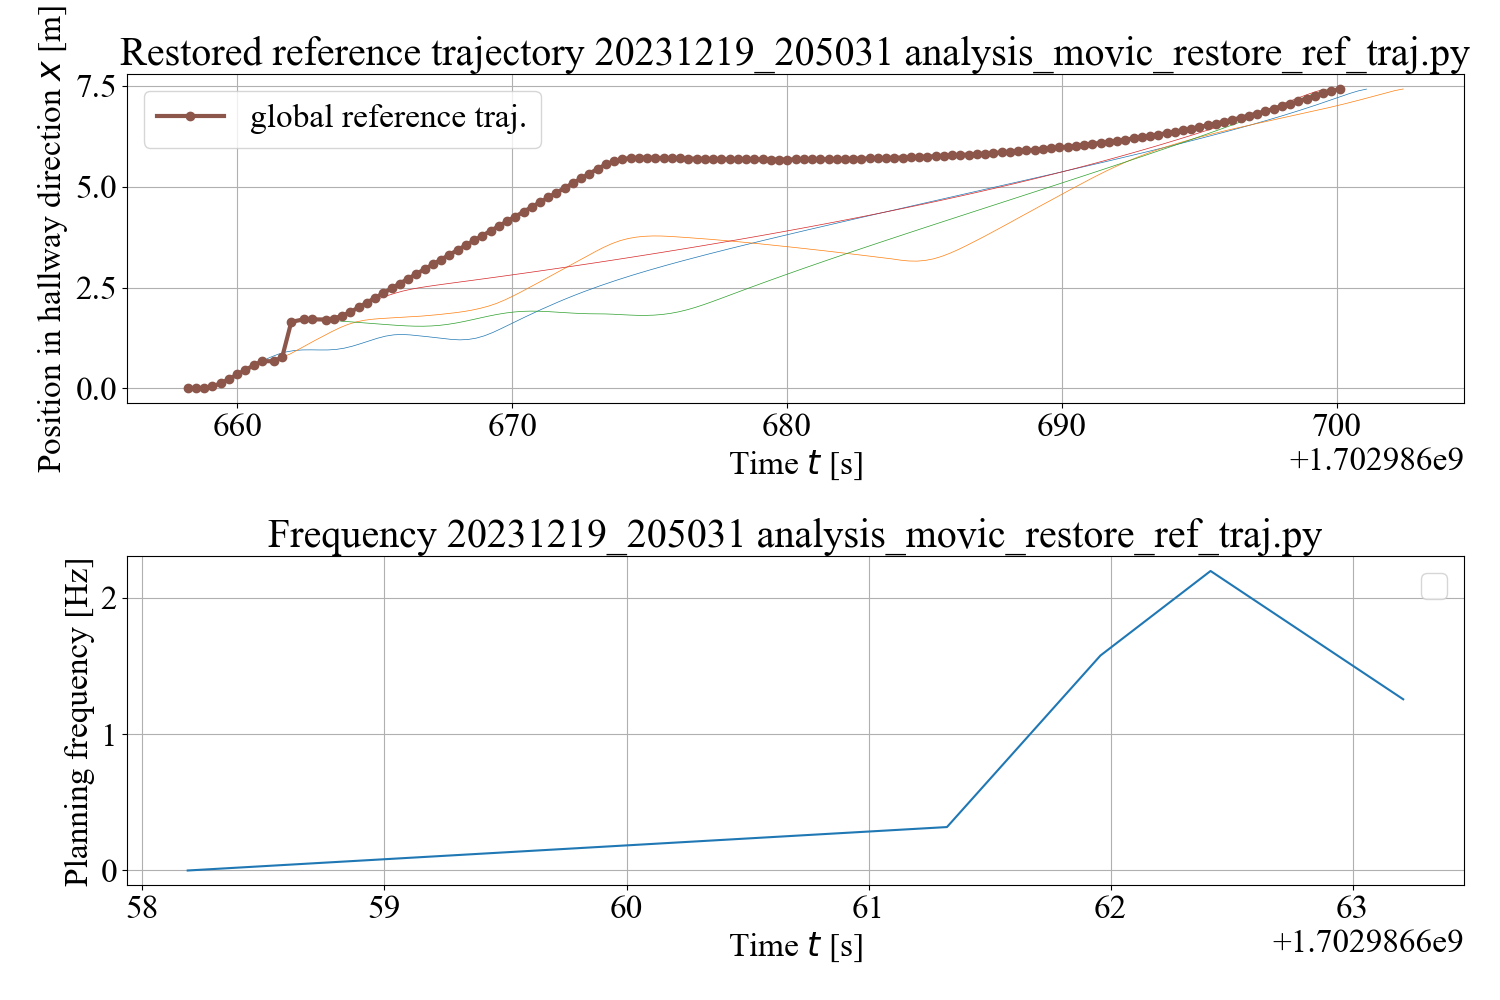 Restored reference trajectory 20231219_205031 analysis_movic_restore_ref_traj.py
Position in hallway direction x [m]
7.5
5.0
2.5
0.0
global reference traj.
660 670 680 690 700
Time t [s]
+1.702986e9
Frequency 20231219_205031 analysis_movic_restore_ref_traj.py
Planning frequency [Hz]
2
1
0
58 59 60 61 62 63
Time t [s]
+1.7029866e9